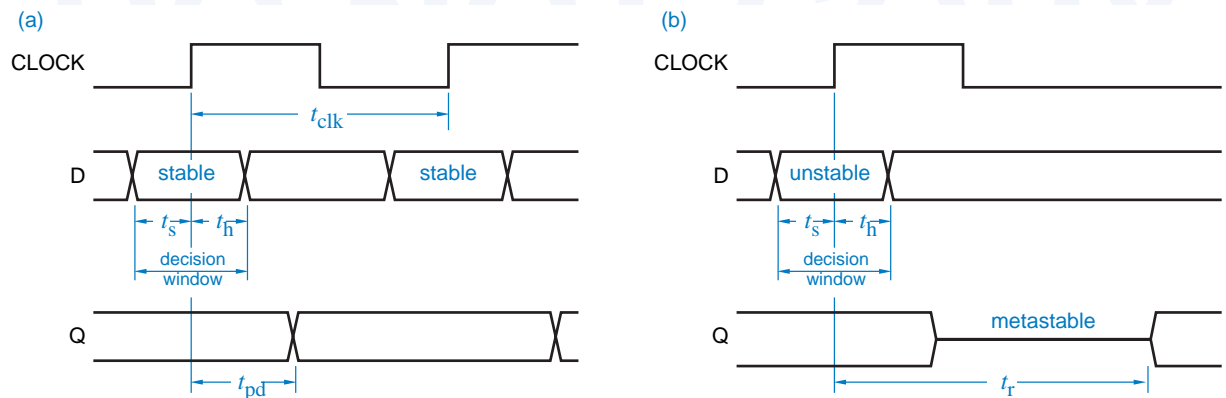 (a)
CLOCK
t_clk
D
stable
stable
t_s
t_h
decision
window
Q
t_pd
(b)
CLOCK
D
unstable
t_s
t_h
decision
window
Q
metastable
t_r